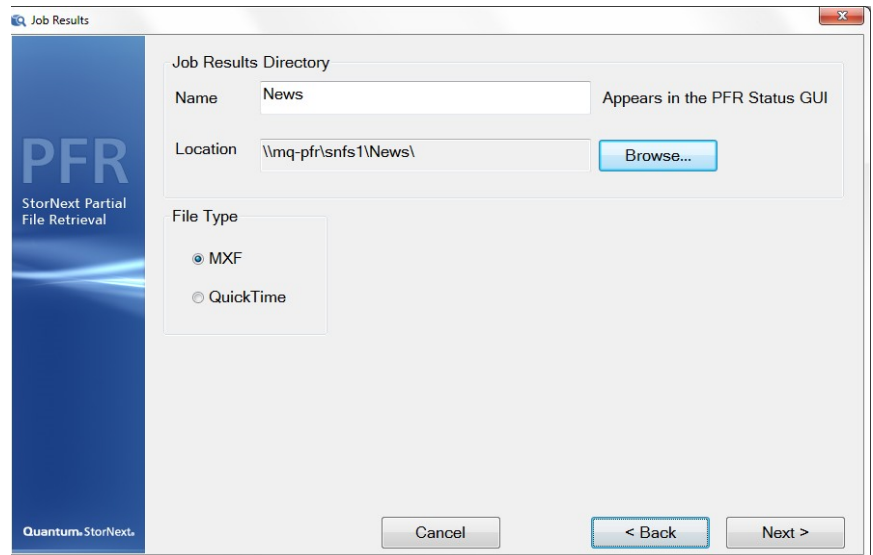 Job Results
x
Job Results Directory
Name News Appears in the PFR Status GUI
Location \\mq-pfr\snfs1\News\ Browse...
PFR
StorNext Partial
File Retrieval
File Type
MXF
QuickTime
Quantum. StorNext.
Cancel < Back Next >